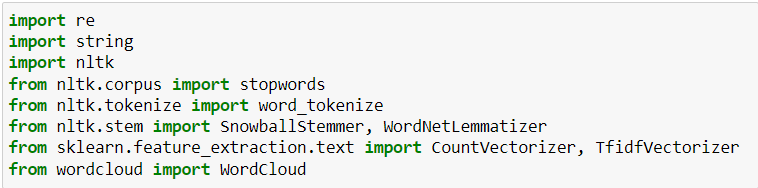 import re
import string
import nltk
from nltk.corpus import stopwords
from nltk.tokenize import word_tokenize
from nltk.stem import SnowballStemmer, WordNetLemmatizer
from sklearn.feature_extraction.text import CountVectorizer, TfidfVectorizer
from wordcloud import WordCloud